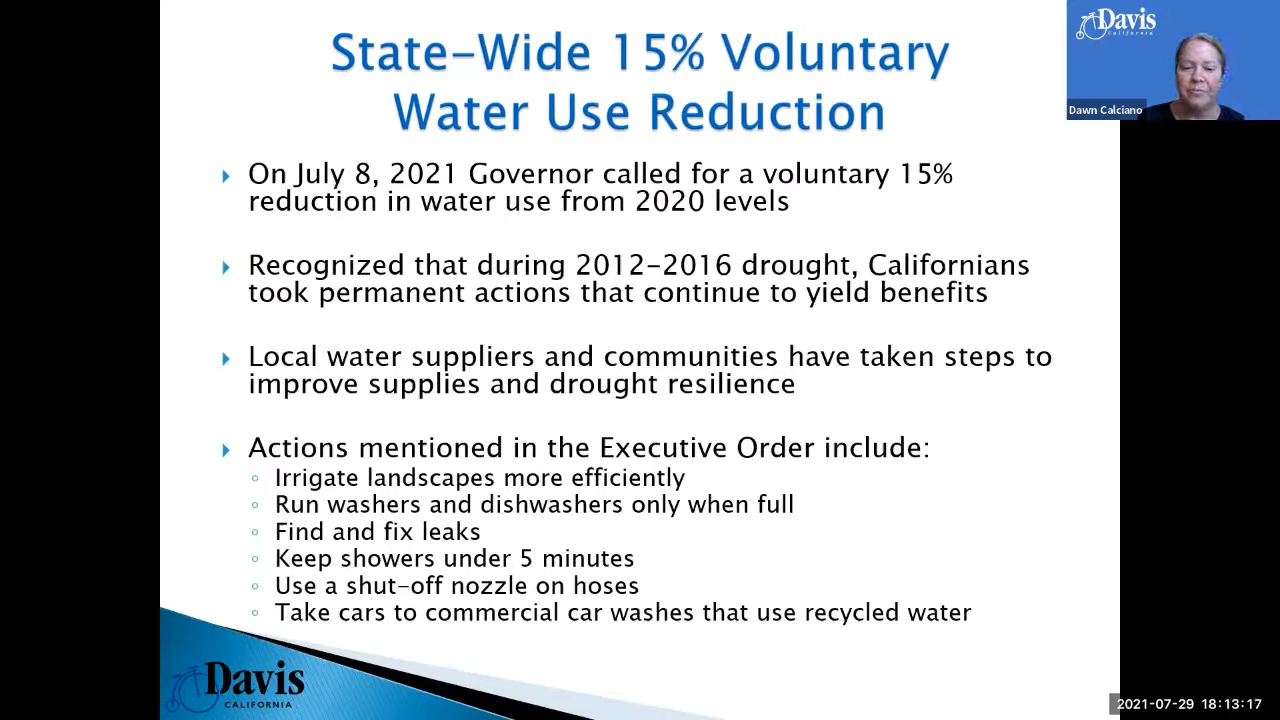 State-Wide 15% Voluntary
Water Use Reduction
On July 8, 2021 Governor called for a voluntary 15%
reduction in water use from 2020 levels
Recognized that during 2012-2016 drought, Californians
took permanent actions that continue to yield benefits
Local water suppliers and communities have taken steps to
improve supplies and drought resilience
Actions mentioned in the Executive Order include:
Irrigate landscapes more efficiently
Run washers and dishwashers only when full
Find and fix leaks
Keep showers under 5 minutes
Use a shut-off nozzle on hoses
Take cars to commercial car washes that use recycled water
Davis
CALIFORNIA
Davis
California
Dawn Calciano
2021-07-29 18:13:17